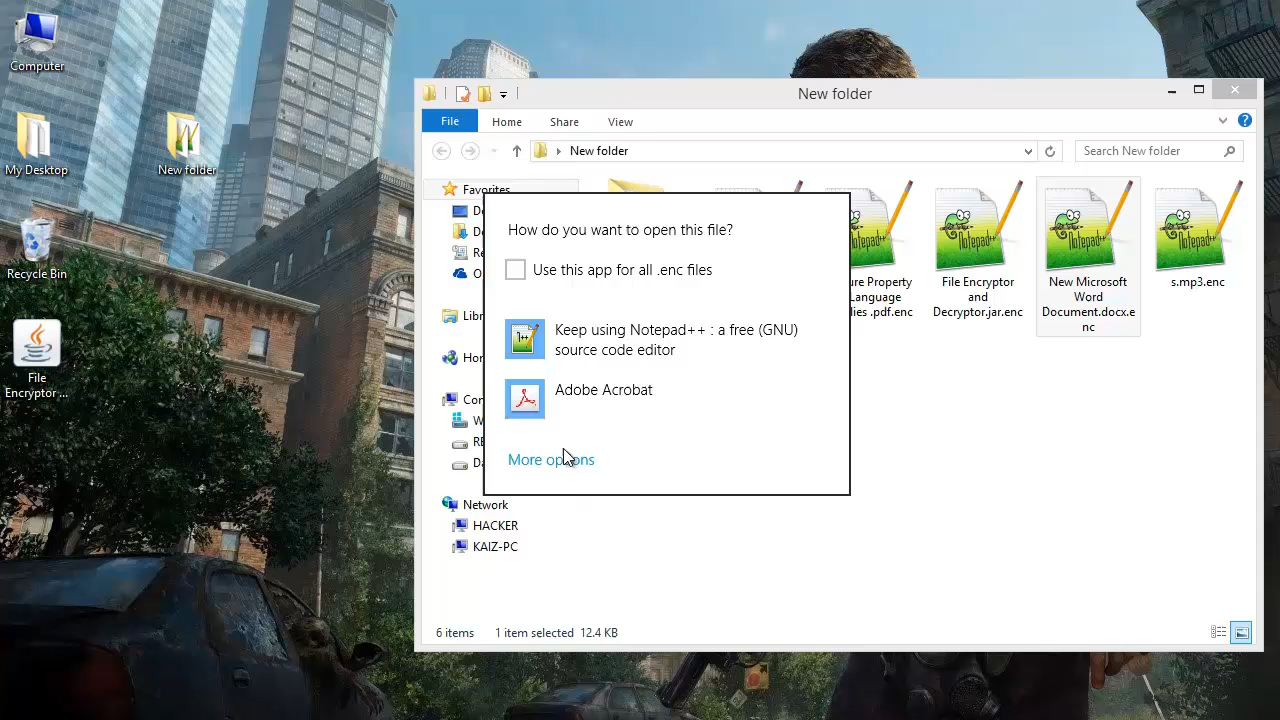 Computer
My Desktop
New folder
Recycle Bin
File
Encryptor ...
New folder
File
Home
Share
View
New folder
Search New folder
Favorites
How do you want to open this file?
Use this app for all .enc files
Keep using Notepad++ : a free (GNU)
source code editor
Adobe Acrobat
More options
Network
HACKER
KAIZ-PC
ure Property
Language
lies .pdf.enc
File Encryptor
and
Decryptor.jar.enc
New Microsoft
Word
Document.docx.e
nc
s.mp3.enc
6 items
1 item selected 12.4 KB